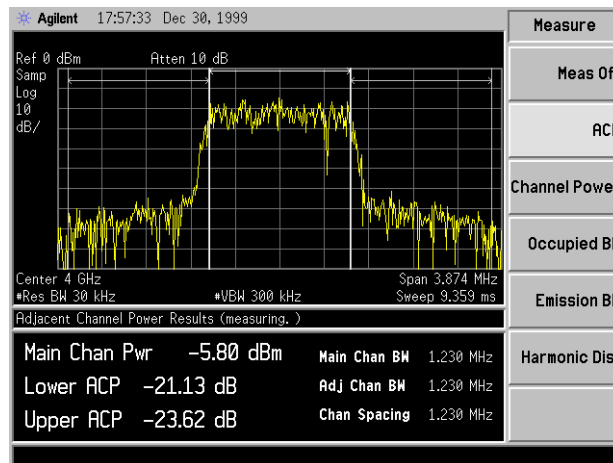 Agilent 17:57:33 Dec 30, 1999
Measure
Ref 0 dBm Atten 10 dB
Samp
Log
10
dB/
Meas Of
AC
Channel Powe
Occupied B
Emission B
Harmonic Dis
Center 4 GHz Span 3.874 MHz
#Res BW 30 kHz #VBW 300 kHz Sweep 9.359 ms
Adjacent Channel Power Results (measuring. )
Main Chan Pwr -5.80 dBm Main Chan BW 1.230 MHz
Lower ACP -21.13 dB Adj Chan BW 1.230 MHz
Upper ACP -23.62 dB Chan Spacing 1.230 MHz